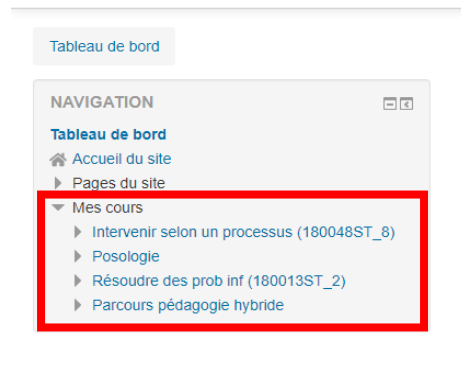 Tableau de bord
NAVIGATION
Tableau de bord
Accueil du site
Pages du site
Mes cours
Intervenir selon un processus (180048ST_8)
Posologie
Résoudre des prob inf (180013ST_2)
Parcours pédagogie hybride